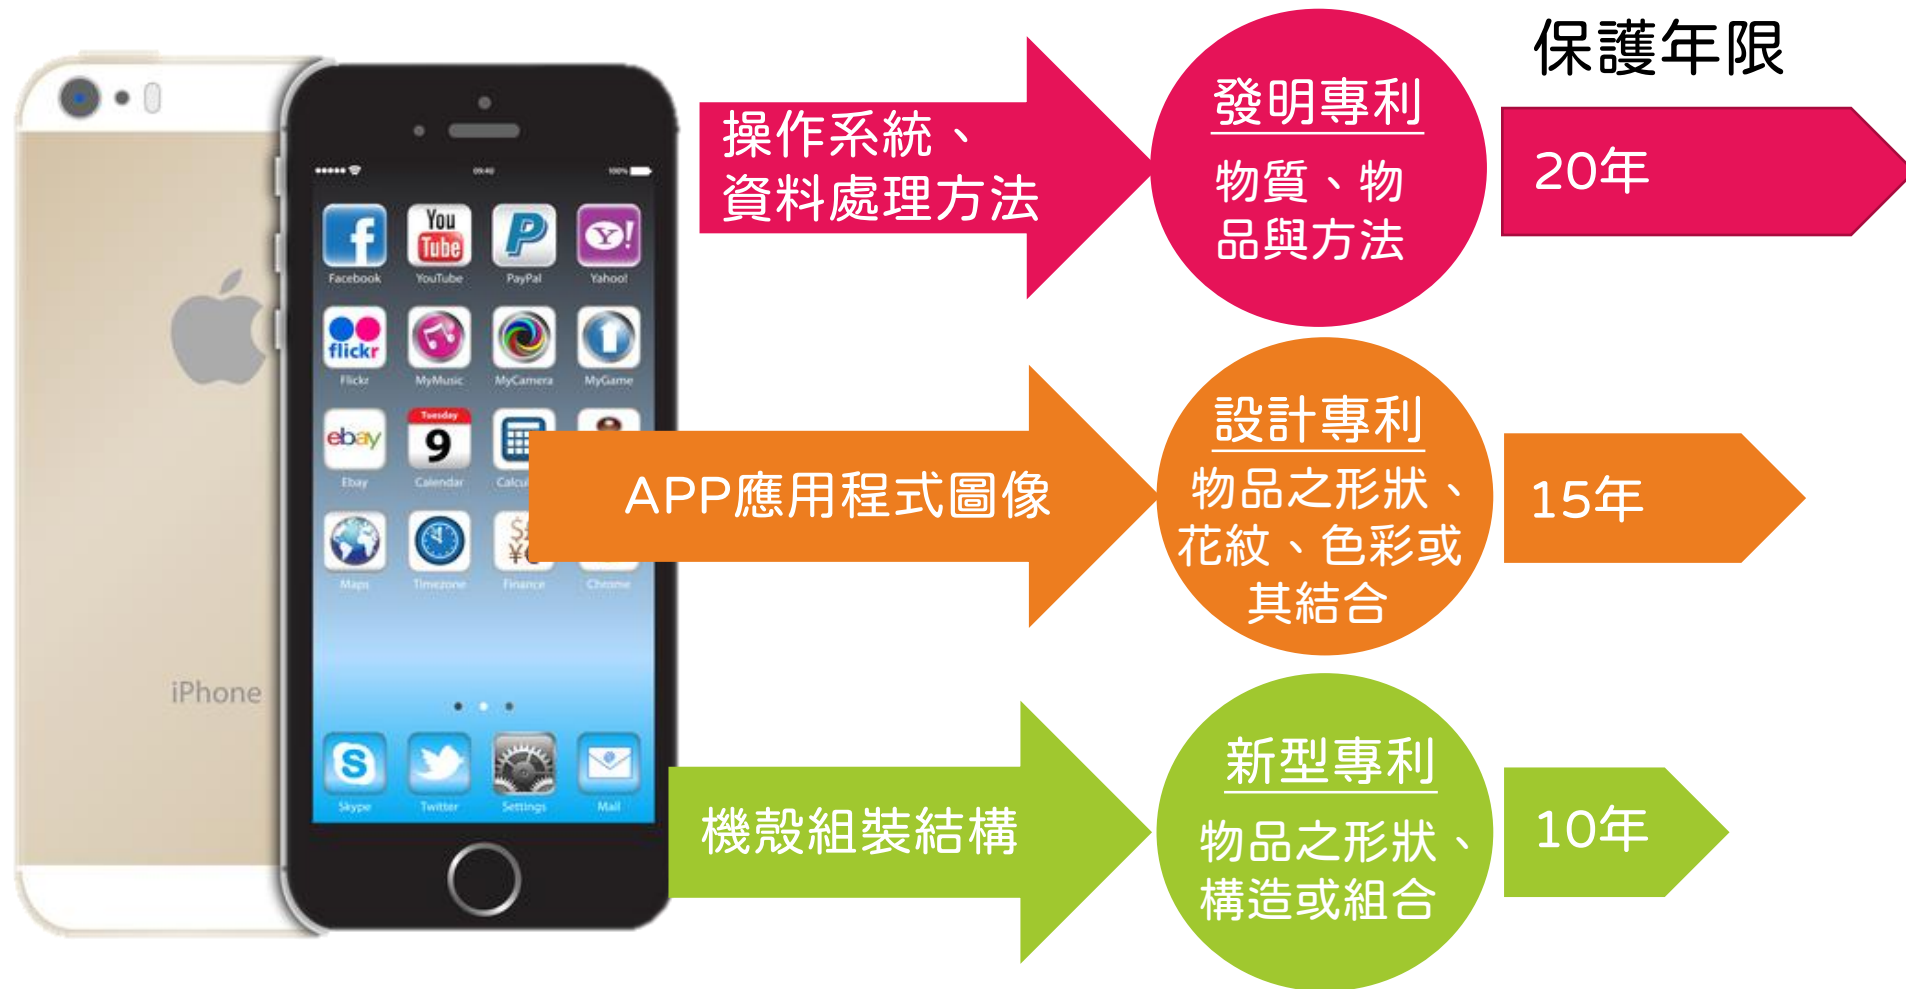 保護年限
操作系統、
資料處理方法
發明專利
物質、物
品與方法
20年
APP應用程式圖像
設計專利
物品之形狀、
花紋、色彩或
其結合
15年
機殼組裝結構
新型專利
物品之形狀、
構造或組合
10年
iPhone
09:40
100%
Facebook
YouTube
PayPal
Yahoo!
You
Tube
flickr
Flickr
MyMusic
MyCamera
MyGame
ebay
Tuesday
9
Ebay
Calendar
Maps
Timezone
Finance
Chrome
Skype
Twitter
Settings
Mail